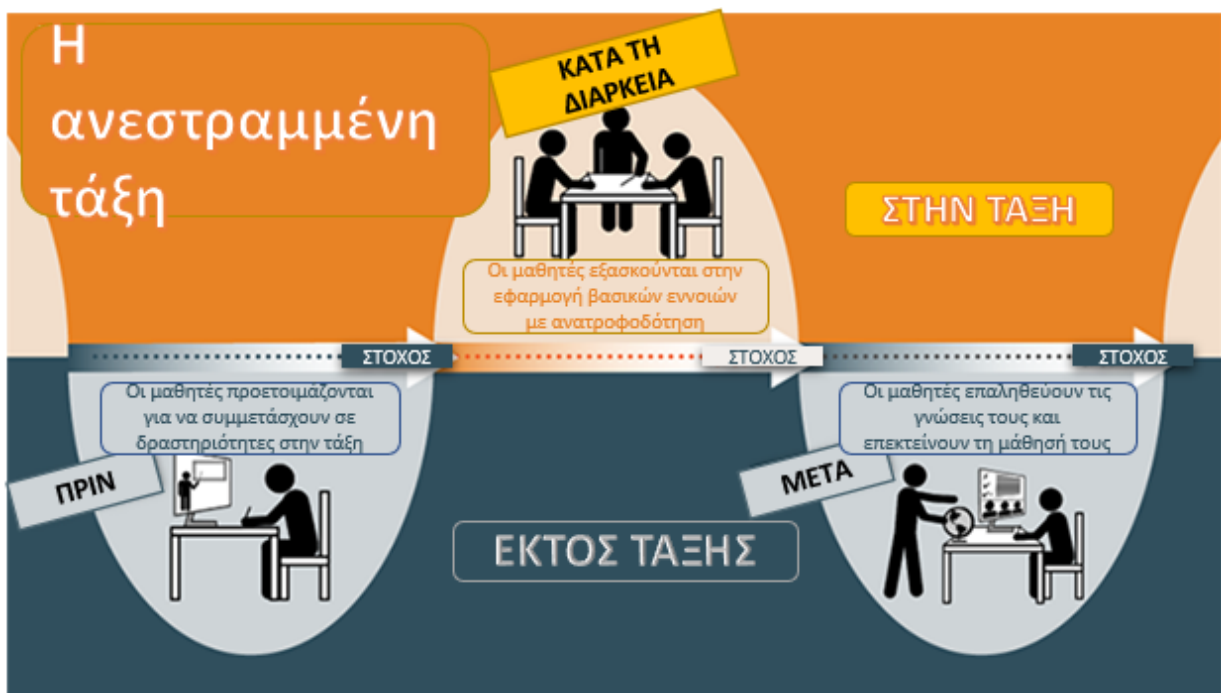 Η
ανεστραμμένη
τάξη
ΚΑΤΑ ΤΗ
ΔΙΑΡΚΕΙΑ
ΣΤΗΝ ΤΑΞΗ
Οι μαθητές εξασκούνται στην
εφαρμογή βασικών εννοιών
με ανατροφοδότηση
ΣΤΟΧΟΣ
ΣΤΟΧΟΣ
ΣΤΟΧΟΣ
Οι μαθητές προετοιμάζονται
για να συμμετάσχουν σε
δραστηριότητες στην τάξη
Οι μαθητές επαληθεύουν τις
γνώσεις τους και
επεκτείνουν τη μάθησή τους
ΠΡΙΝ
ΜΕΤΑ
ΕΚΤΟΣ ΤΑΞΗΣ